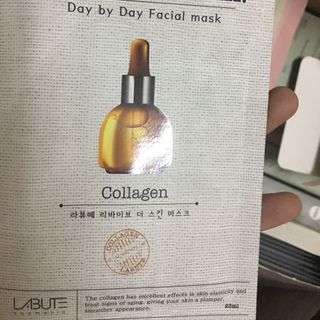 Day by Day Facial mask
Collagen
라뷰떼 리바이브 더 스킨 마스크
COLLAGEN
LABUTE
The collagen has excellent effects in skin elasticity and
treat signs of aging, giving your skin a plumper,
smoother appearance.
23ml